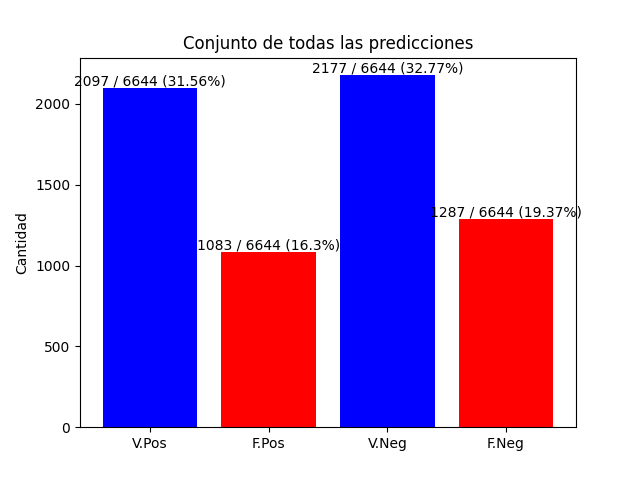 Conjunto de todas las predicciones
2097 / 6644 (31.56%)
1083 / 6644 (16.3%)
2177 / 6644 (32.77%)
1287 / 6644 (19.37%)
Cantidad
2000
1500
1000
500
0
V.Pos
F.Pos
V.Neg
F.Neg